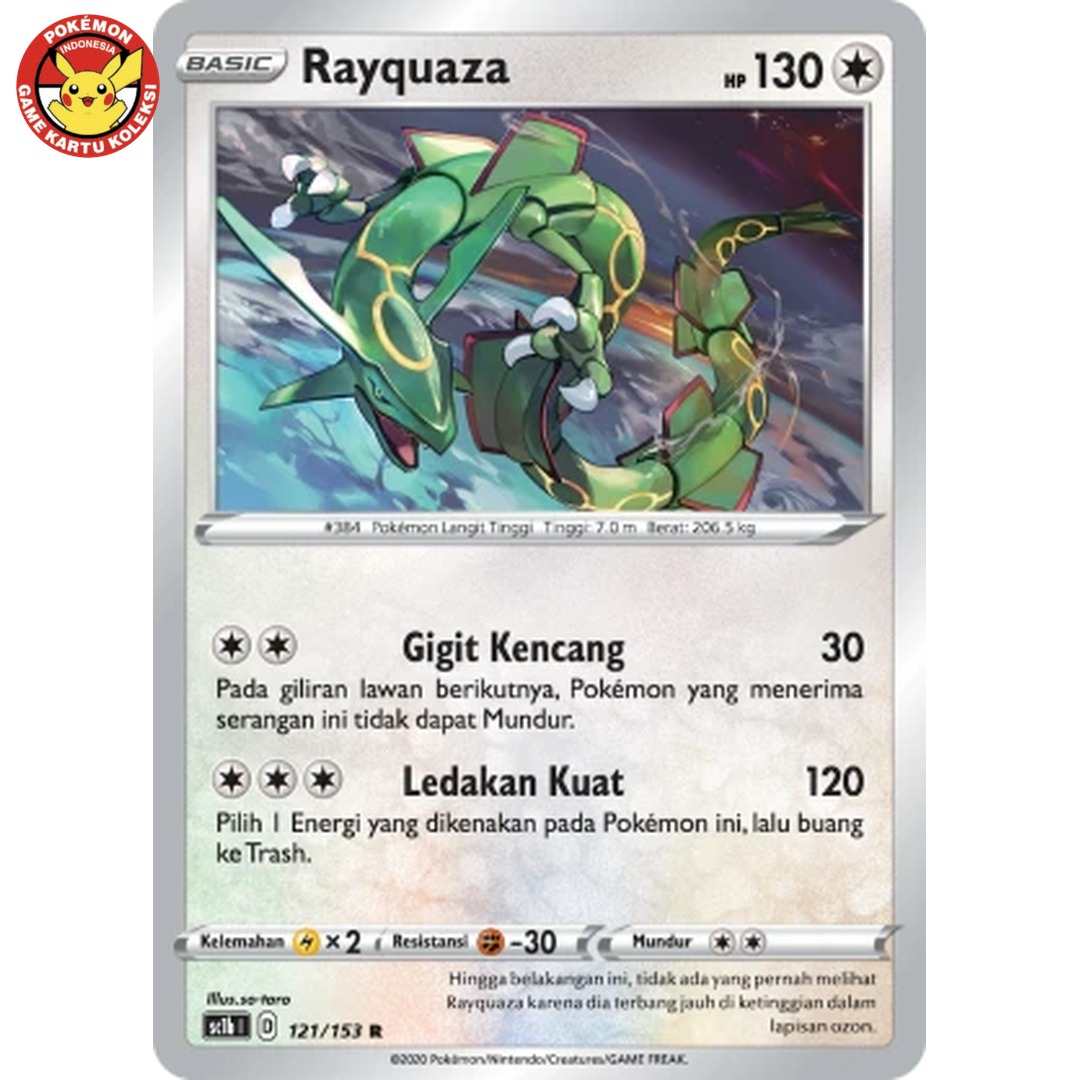 POKÉMON
INDONESIA
GAME KARTU KOLEKSI
BASIC Rayquaza HP 130
#384 Pokémon Langit Tinggi Tinggi: 7.0 m Berat: 206.5 kg
Gigit Kencang 30
Pada giliran lawan berikutnya, Pokémon yang menerima
serangan ini tidak dapat Mundur.
Ledakan Kuat 120
Pilih 1 Energi yang dikenakan pada Pokémon ini, lalu buang
ke Trash.
Kelemahan ×2 Resistansi -30 Mundur
Hingga belakangan ini, tidak ada yang pernah melihat
Rayquaza karena dia terbang jauh di ketinggian dalam
lapisan ozon.
Illus. so-taro
sc1b I D 121/153 R
©2020 Pokémon/Nintendo/Creatures/GAME FREAK.